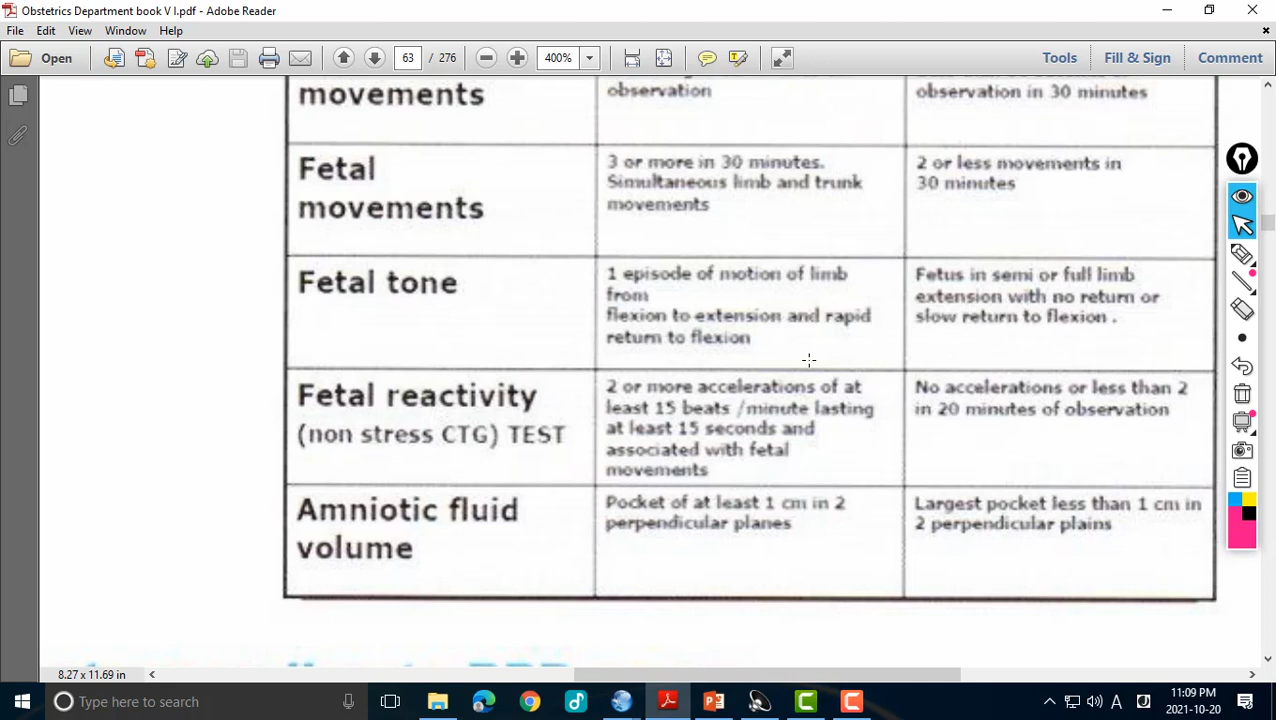 Obstetrics Department book V I.pdf - Adobe Reader
File Edit View Window Help
Open 63 / 276 400% Tools Fill & Sign Comment
movements observation observation in 30 minutes
Fetal
movements
3 or more in 30 minutes.
Simultaneous limb and trunk
movements
2 or less movements in
30 minutes
Fetal tone
1 episode of motion of limb
from
flexion to extension and rapid
return to flexion
Fetus in semi or full limb
extension with no return or
slow return to flexion .
Fetal reactivity
(non stress CTG) TEST
2 or more accelerations of at
least 15 beats /minute lasting
at least 15 seconds and
associated with fetal
movements
No accelerations or less than 2
in 20 minutes of observation
Amniotic fluid
volume
Pocket of at least 1 cm in 2
perpendicular planes
Largest pocket less than 1 cm in
2 perpendicular plains
8.27 x 11.69 in
Type here to search
A
11:09 PM
2021-10-20